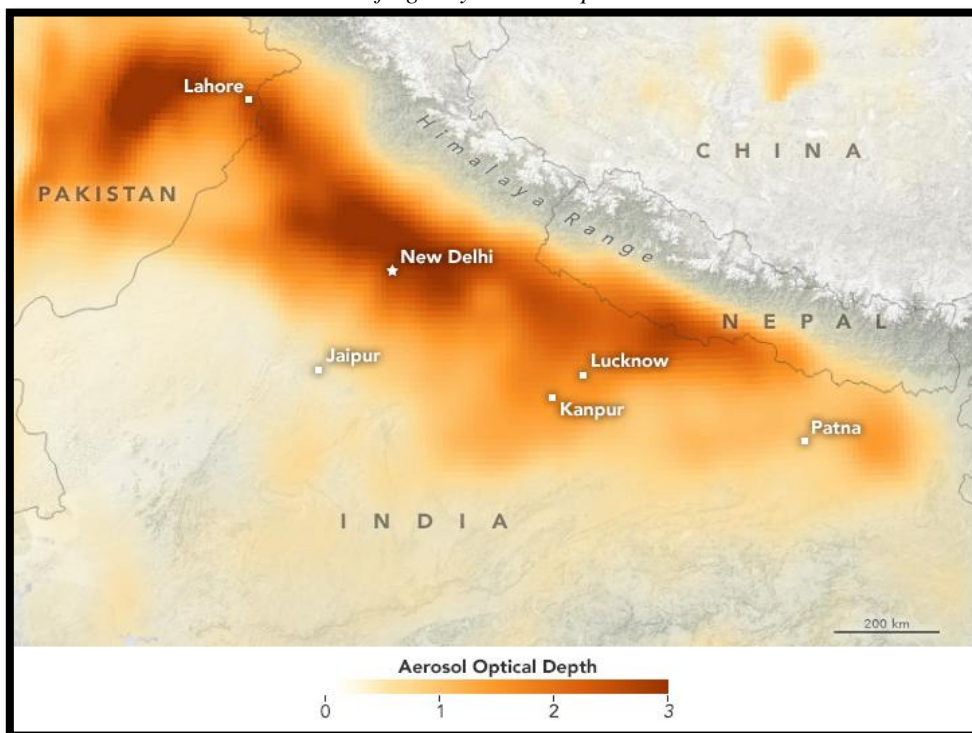 Lahore
CHINA
Himalaya Range
PAKISTAN
New Delhi
NEPAL
Jaipur
Lucknow
Kanpur
Patna
INDIA
200 km
Aerosol Optical Depth
0 1 2 3